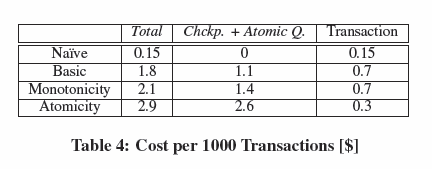 Total Chckp. + Atomic Q. Transaction
Naïve 0.15 0 0.15
Basic 1.8 1.1 0.7
Monotonicity 2.1 1.4 0.7
Atomicity 2.9 2.6 0.3
Table 4: Cost per 1000 Transactions [$]